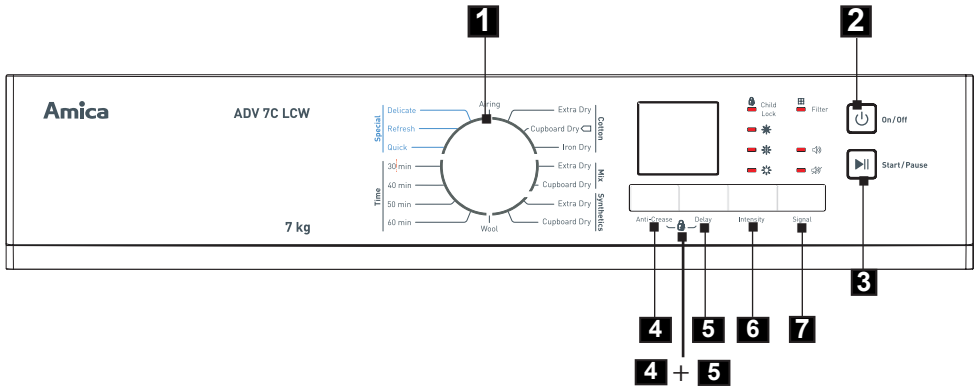 1
2
Amica
ADV 7C LCW
7 kg
Special
Delicate
Refresh
Quick
Time
30 min
40 min
50 min
60 min
Airing
Extra Dry
Cupboard Dry
Iron Dry
Cotton
Extra Dry
Cupboard Dry
Mix
Extra Dry
Cupboard Dry
Synthetics
Wool
Child
Lock
Filter
On/Off
Start/Pause
Anti-Crease
Delay
Intensity
Signal
3
4
5
6
7
4 + 5